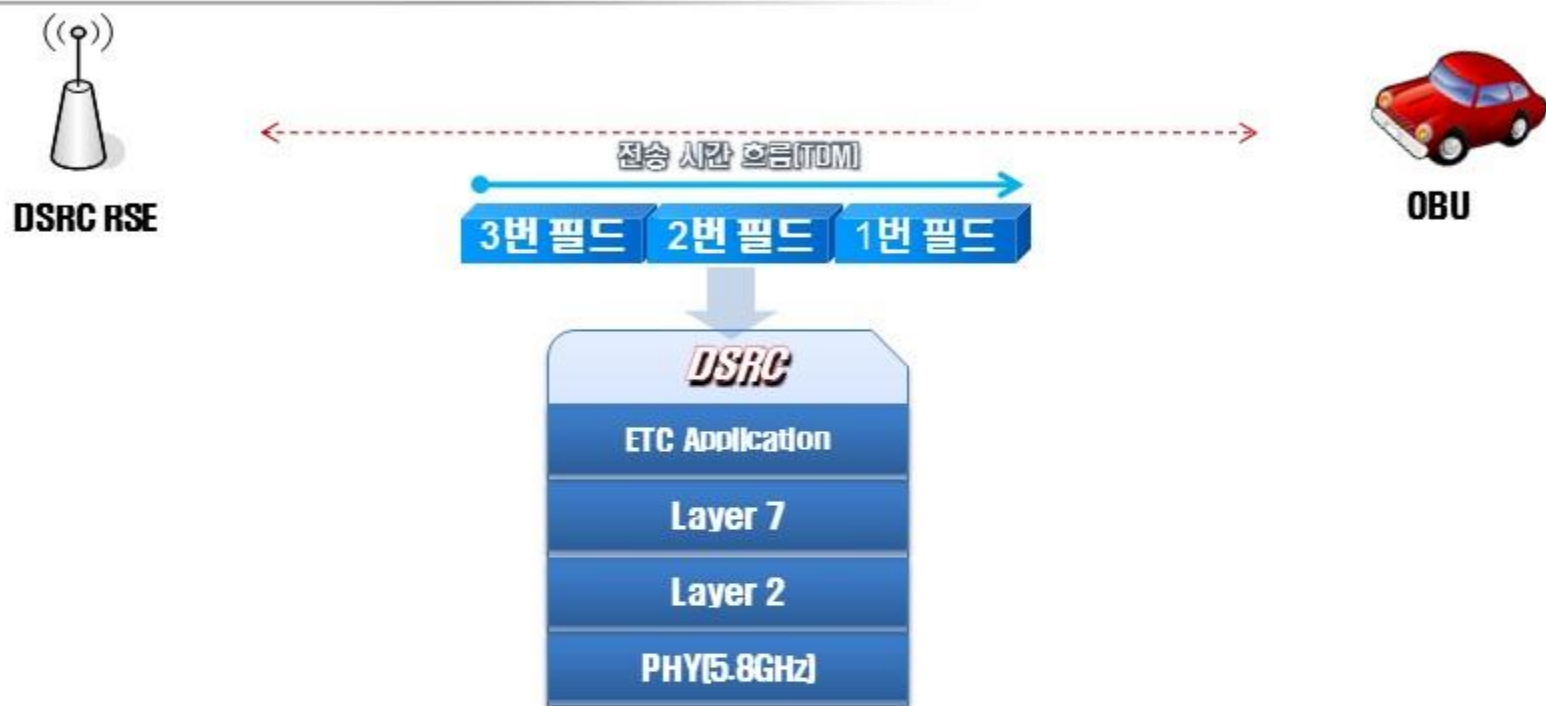 전송 시간 흐름(TDM)
DSRC RSE
OBU
3번 필드
2번 필드
1번 필드
DSRC
ETC Application
Layer 7
Layer 2
PHY(5.8GHz)